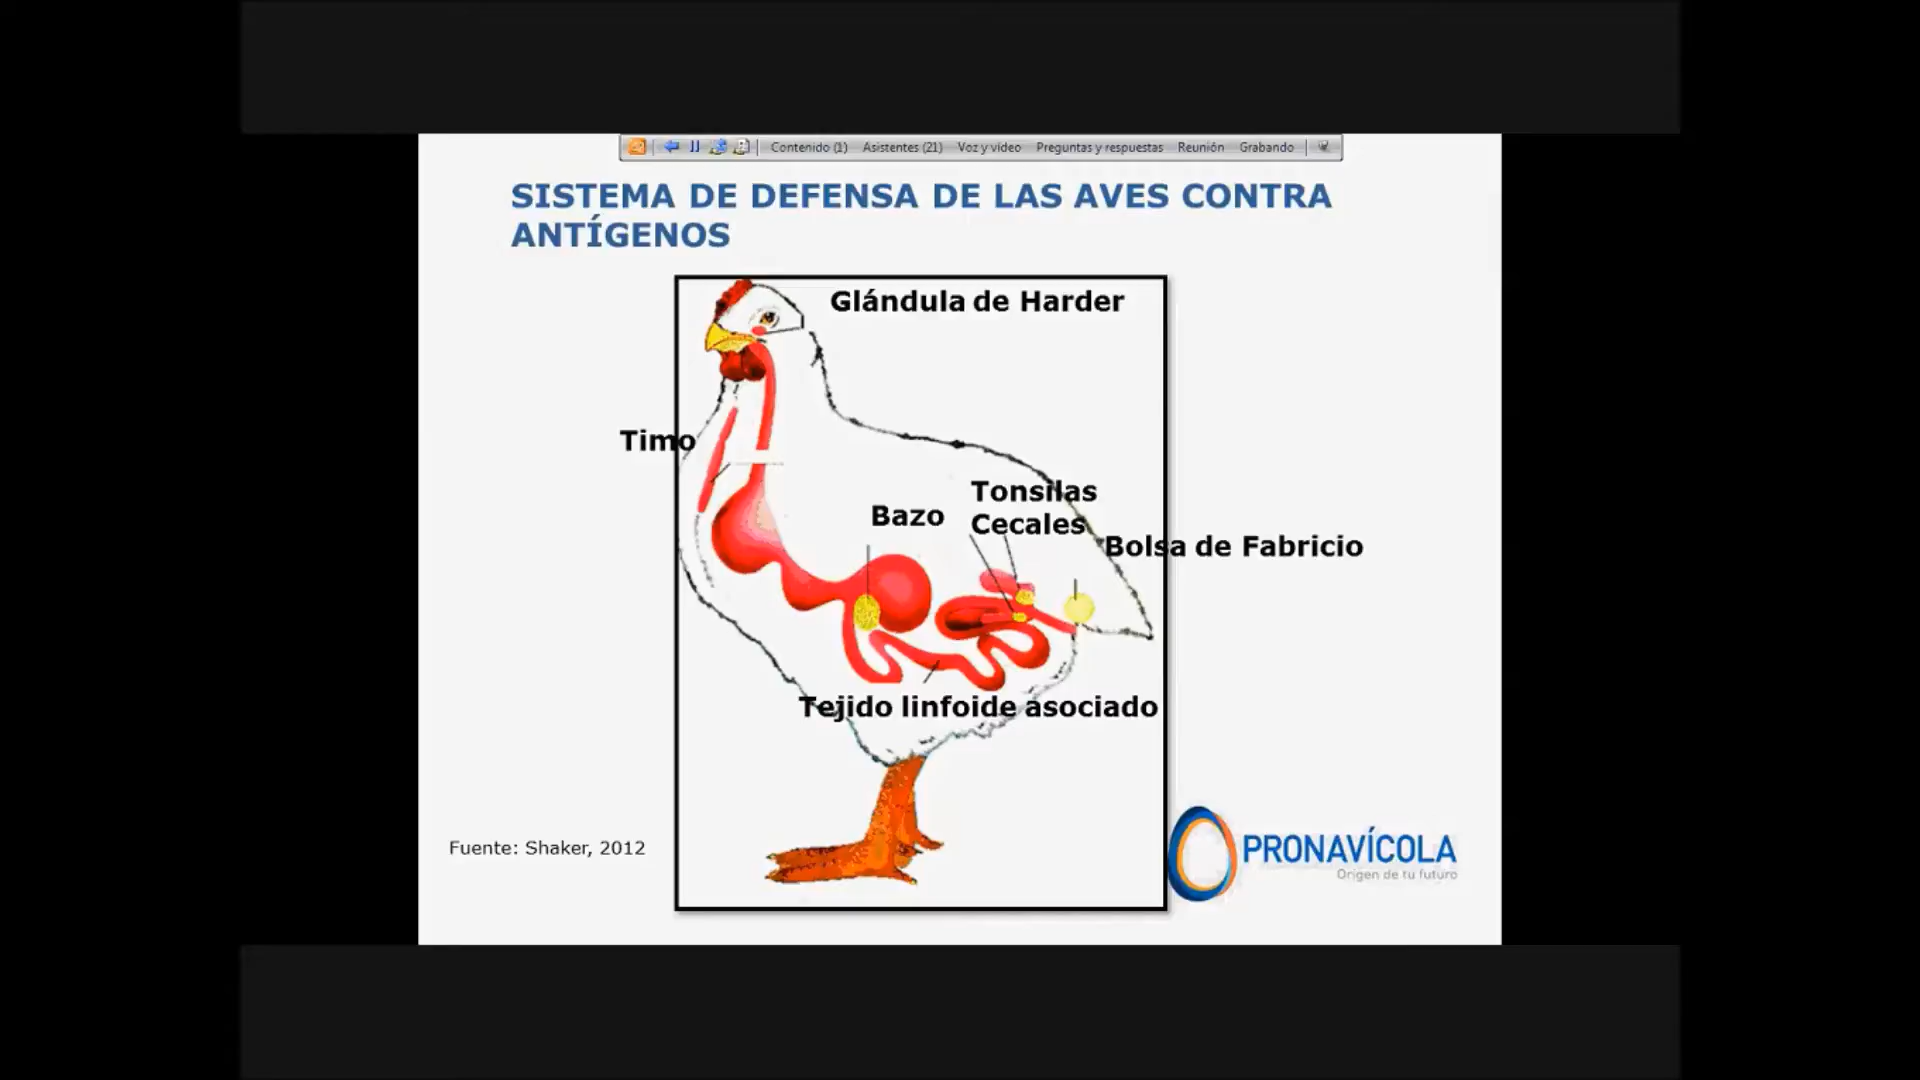 Contenido (1) Asistentes (21) Voz y vídeo Preguntas y respuestas Reunión Grabando
SISTEMA DE DEFENSA DE LAS AVES CONTRA
ANTÍGENOS
Glándula de Harder
Timo
Bazo
Tonsilas
Cecales
Bolsa de Fabricio
Tejido linfoide asociado
Fuente: Shaker, 2012
PRONAVÍCOLA
Origen de tu futuro